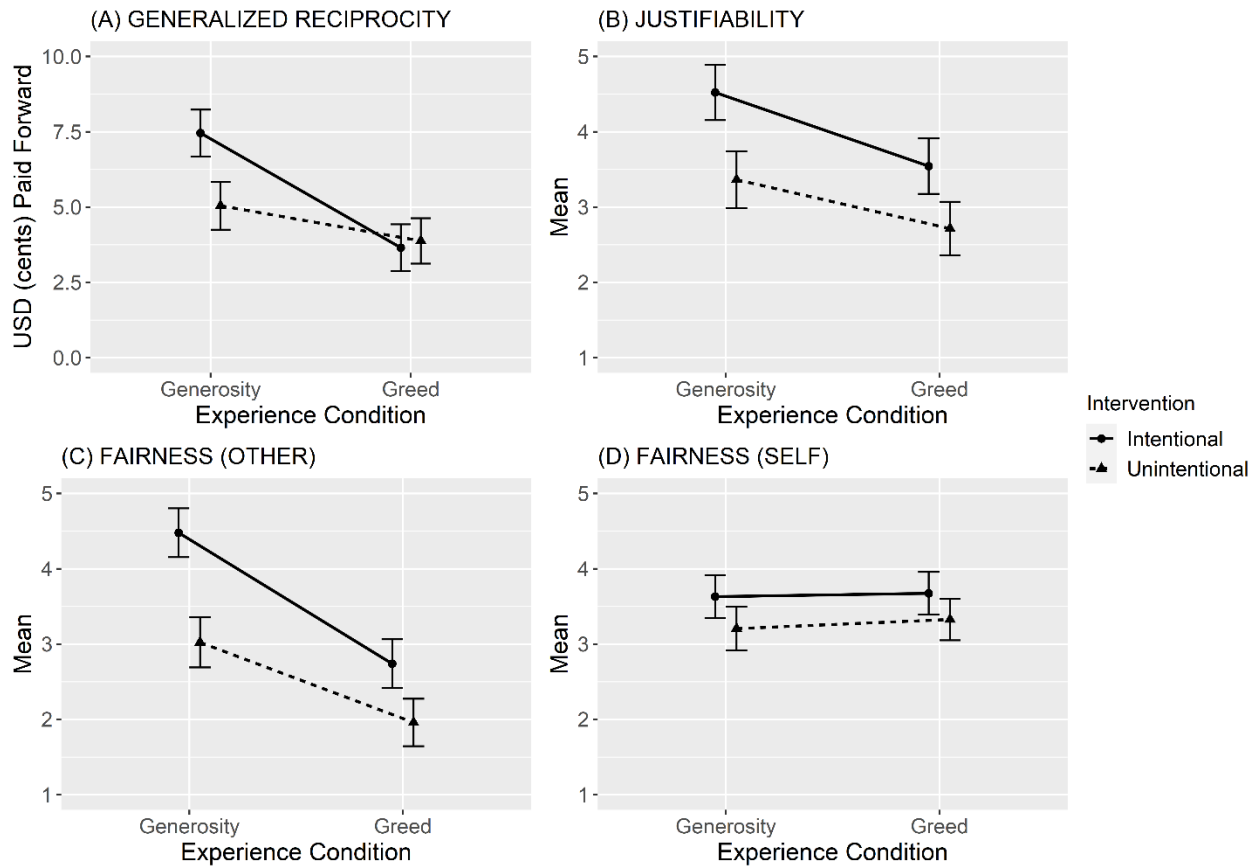 (A) GENERALIZED RECIPROCITY
USD (cents) Paid Forward
10.0
7.5
5.0
2.5
0.0
Generosity
Greed
Experience Condition
(B) JUSTIFIABILITY
Mean
5
4
3
2
1
Generosity
Greed
Experience Condition
(C) FAIRNESS (OTHER)
Mean
5
4
3
2
1
Generosity
Greed
Experience Condition
(D) FAIRNESS (SELF)
Mean
5
4
3
2
1
Generosity
Greed
Experience Condition
Intervention
Intentional
Unintentional